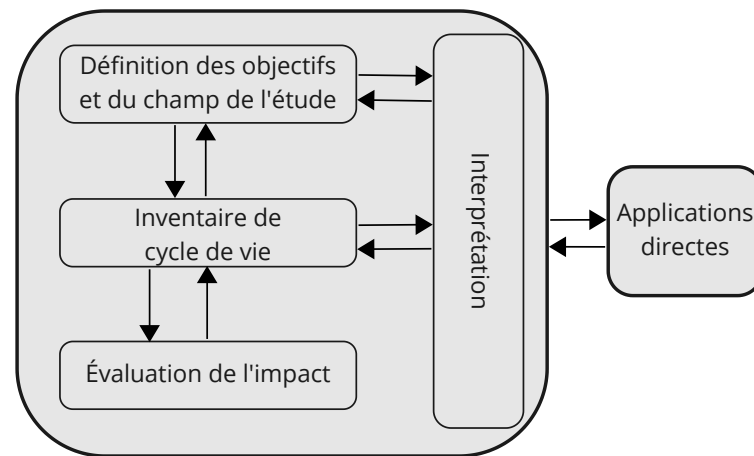 Définition des objectifs
et du champ de l'étude
Inventaire de
cycle de vie
Évaluation de l'impact
Interprétation
Applications
directes